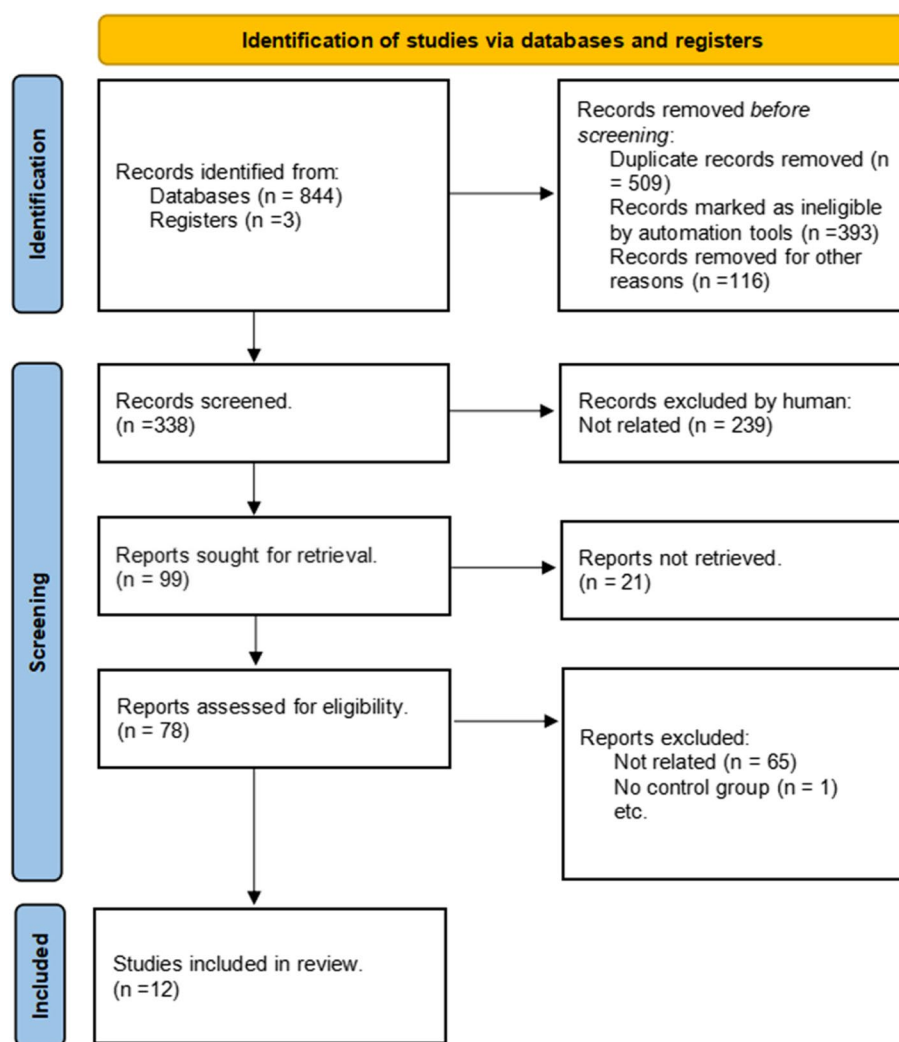 Identification of studies via databases and registers
Identification
Records identified from:
Databases (n = 844)
Registers (n =3)
Records removed before
screening:
Duplicate records removed (n
= 509)
Records marked as ineligible
by automation tools (n =393)
Records removed for other
reasons (n =116)
Screening
Records screened.
(n =338)
Records excluded by human:
Not related (n = 239)
Reports sought for retrieval.
(n = 99)
Reports not retrieved.
(n = 21)
Reports assessed for eligibility.
(n = 78)
Reports excluded:
Not related (n = 65)
No control group (n = 1)
etc.
Included
Studies included in review.
(n =12)